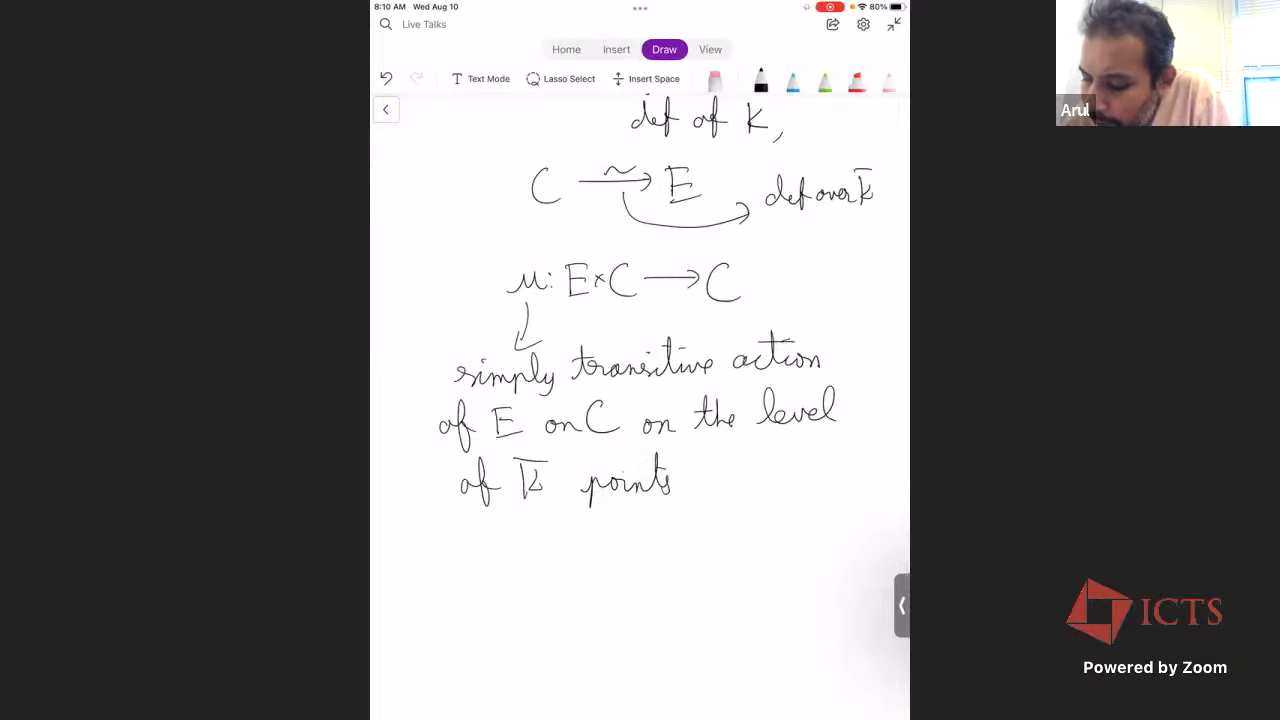 8:10 AM Wed Aug 10
80%
Live Talks
Home Insert Draw View
Text Mode Lasso Select Insert Space
def of K,
C ⥲ E
def over K̄
μ: E×C ⟶ C
simply transitive action
of E on C on the level
of K̄ points
Arul
ICTS
Powered by Zoom